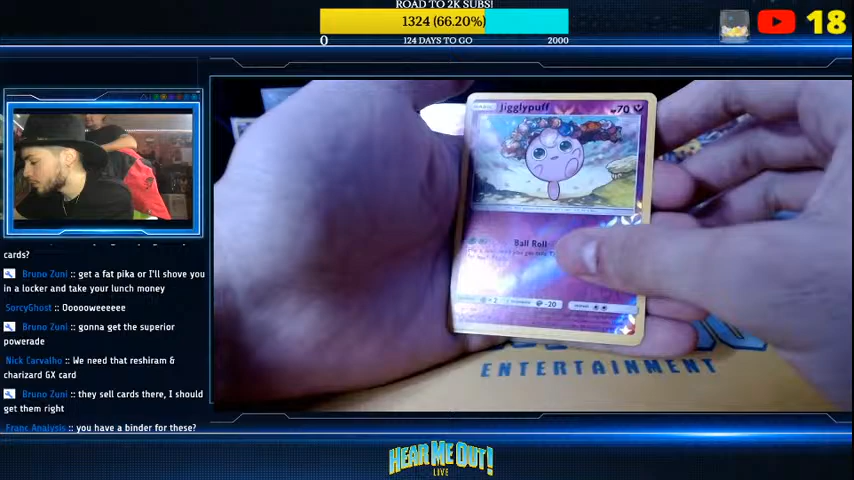 ROAD TO 2K SUBS!
1324 (66.20%)
0
124 DAYS TO GO
2000
18
Jigglypuff
70
Ball Roll
-20
ENTERTAINMENT
cards?
Bruno Zuni :: get a fat pika or I'll shove you
in a locker and take your lunch money
SorcyGhost :: Oooooweeeeee
Bruno Zuni :: gonna get the superior
powerade
Nick Carvalho :: We need that reshiram &
charizard GX card
Bruno Zuni :: they sell cards there, I should
get them right
Franc Analysis :: you have a binder for these?
HEAR ME OUT!
LIVE